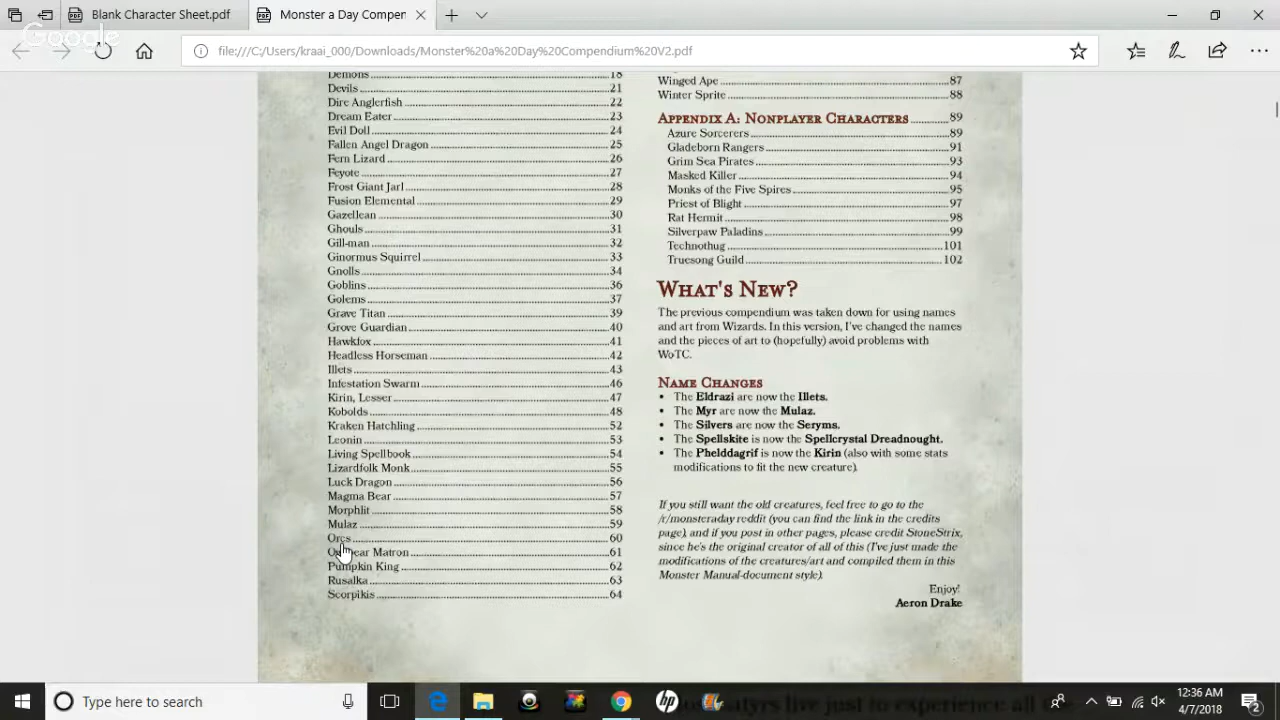 Blank Character Sheet.pdf
Google
file:///C:/Users/kraai_000/Downloads/Monster%20a%20Day%20Compendium%20V2.pdf
Demons 18
Devils 21
Dire Anglerfish 22
Dream Eater 23
Evil Doll 24
Fallen Angel Dragon 25
Fern Lizard 26
Feyote 27
Frost Giant Jarl 28
Fusion Elemental 29
Gazellean 30
Ghouls 31
Gill-man 32
Ginormus Squirrel 33
Gnolls 34
Goblins 36
Golems 37
Grave Titan 39
Grove Guardian 40
Hawkfox 41
Headless Horseman 42
Illets 43
Infestation Swarm 46
Kirin, Lesser 47
Kobolds 48
Kraken Hatchling 52
Leonin 53
Living Spellbook 54
Lizardfolk Monk 55
Luck Dragon 56
Magma Bear 57
Morphlit 58
Mulaz 59
Orcs 60
Matron 61
Pumpkin King 62
Rusalka 63
Scorpikis 64
Winged Ape 87
Winter Sprite 88
Appendix A: Nonplayer Characters 89
Azure Sorcerers 89
Gladeborn Rangers 91
Grim Sea Pirates 93
Masked Killer 94
Monks of the Five Spires 95
Priest of Blight 97
Rat Hermit 98
Silverpaw Paladins 99
Technothug 101
Truesong Guild 102
What's New?
The previous compendium was taken down for using names
and art from Wizards. In this version, I've changed the names
and the pieces of art to (hopefully) avoid problems with
WoTC.
Name Changes
• The Eldrazi are now the Illets.
• The Myr are now the Mulaz.
• The Silvers are now the Seryms.
• The Spellskite is now the Spellcrystal Dreadnought.
• The Phelddagrif is now the Kirin (also with some stats
modifications to fit the new creature).
If you still want the old creatures, feel free to go to the
/r/monsteraday reddit (you can find the link in the credits
page), and if you post in other pages, please credit StoneStrix,
since he's the original creator of all of this (I've just made the
modifications of the creatures/art and compiled them in this
Monster Manual-document style).
Enjoy!
Aeron Drake
Type here to search
hp
12:36 AM
4/7/2018
2